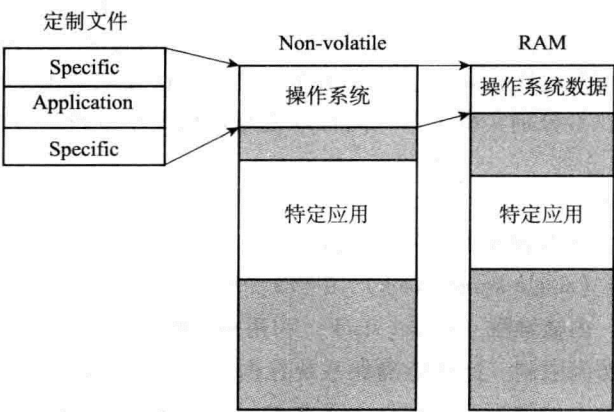 定制文件
Specific
Application
Specific
Non-volatile
操作系统
特定应用
RAM
操作系统数据
特定应用